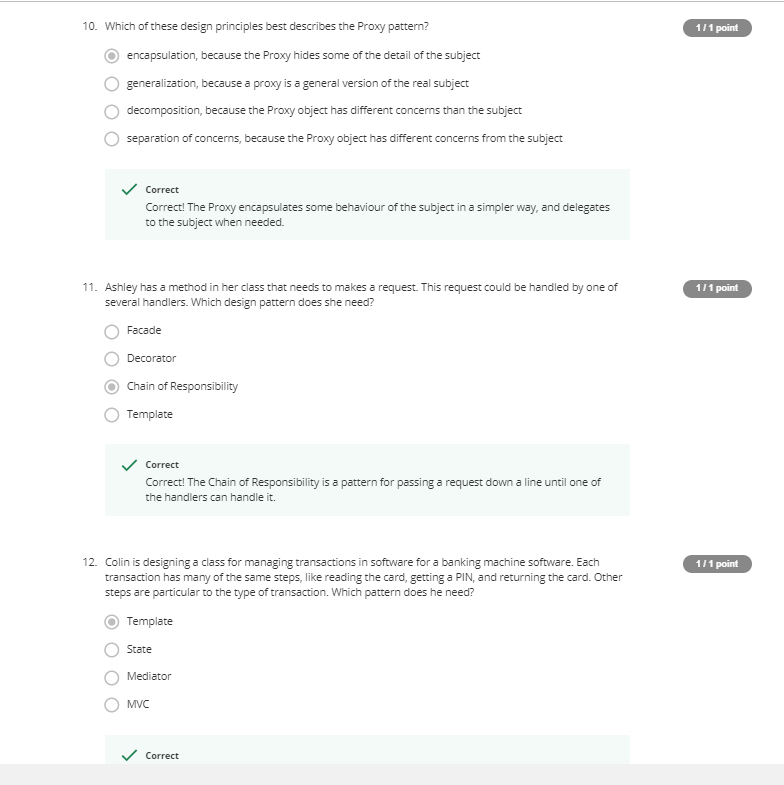 10. Which of these design principles best describes the Proxy pattern?
1 / 1 point
encapsulation, because the Proxy hides some of the detail of the subject
generalization, because a proxy is a general version of the real subject
decomposition, because the Proxy object has different concerns than the subject
separation of concerns, because the Proxy object has different concerns from the subject
Correct
Correct! The Proxy encapsulates some behaviour of the subject in a simpler way, and delegates
to the subject when needed.
11. Ashley has a method in her class that needs to makes a request. This request could be handled by one of
several handlers. Which design pattern does she need?
1 / 1 point
Facade
Decorator
Chain of Responsibility
Template
Correct
Correct! The Chain of Responsibility is a pattern for passing a request down a line until one of
the handlers can handle it.
12. Colin is designing a class for managing transactions in software for a banking machine software. Each
transaction has many of the same steps, like reading the card, getting a PIN, and returning the card. Other
steps are particular to the type of transaction. Which pattern does he need?
1 / 1 point
Template
State
Mediator
MVC
Correct